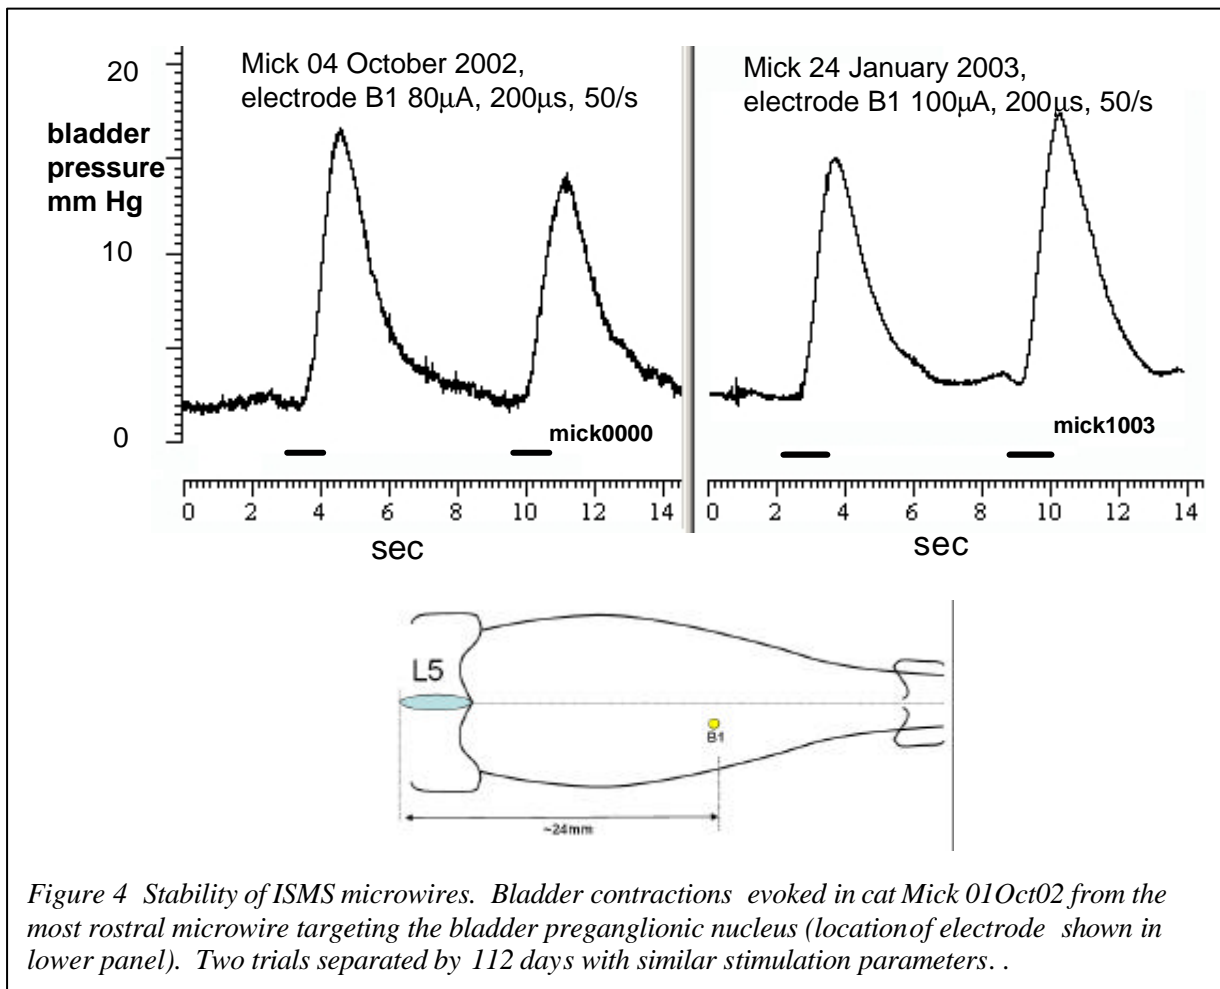 Mick 04 October 2002,
electrode B1 80µA, 200µs, 50/s
20
bladder
pressure
mm Hg
10
0
mick0000
0 2 4 6 8 10 12 14
sec
Mick 24 January 2003,
electrode B1 100µA, 200µs, 50/s
mick1003
0 2 4 6 8 10 12 14
sec
L5
B1
~24mm
Figure 4 Stability of ISMS microwires. Bladder contractions evoked in cat Mick 01Oct02 from the
most rostral microwire targeting the bladder preganglionic nucleus (location of electrode shown in
lower panel). Two trials separated by 112 days with similar stimulation parameters. .